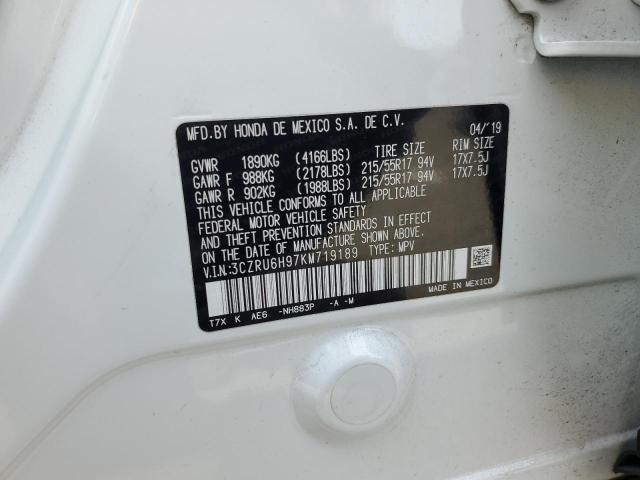 MFD.BY HONDA DE MEXICO S.A. DE C.V. 04/'19
GVWR 1890KG (4166LBS) TIRE SIZE RIM SIZE
GAWR F 988KG (2178LBS) 215/55R17 94V 17X7.5J
GAWR R 902KG (1988LBS) 215/55R17 94V 17X7.5J
THIS VEHICLE CONFORMS TO ALL APPLICABLE
FEDERAL MOTOR VEHICLE SAFETY
AND THEFT PREVENTION STANDARDS IN EFFECT
ON THE DATE OF MANUFACTURE SHOWN ABOVE.
V.I.N:3CZRU6H97KM719189 TYPE: MPV
T7X K AE6 -NH883P -A -M MADE IN MEXICO